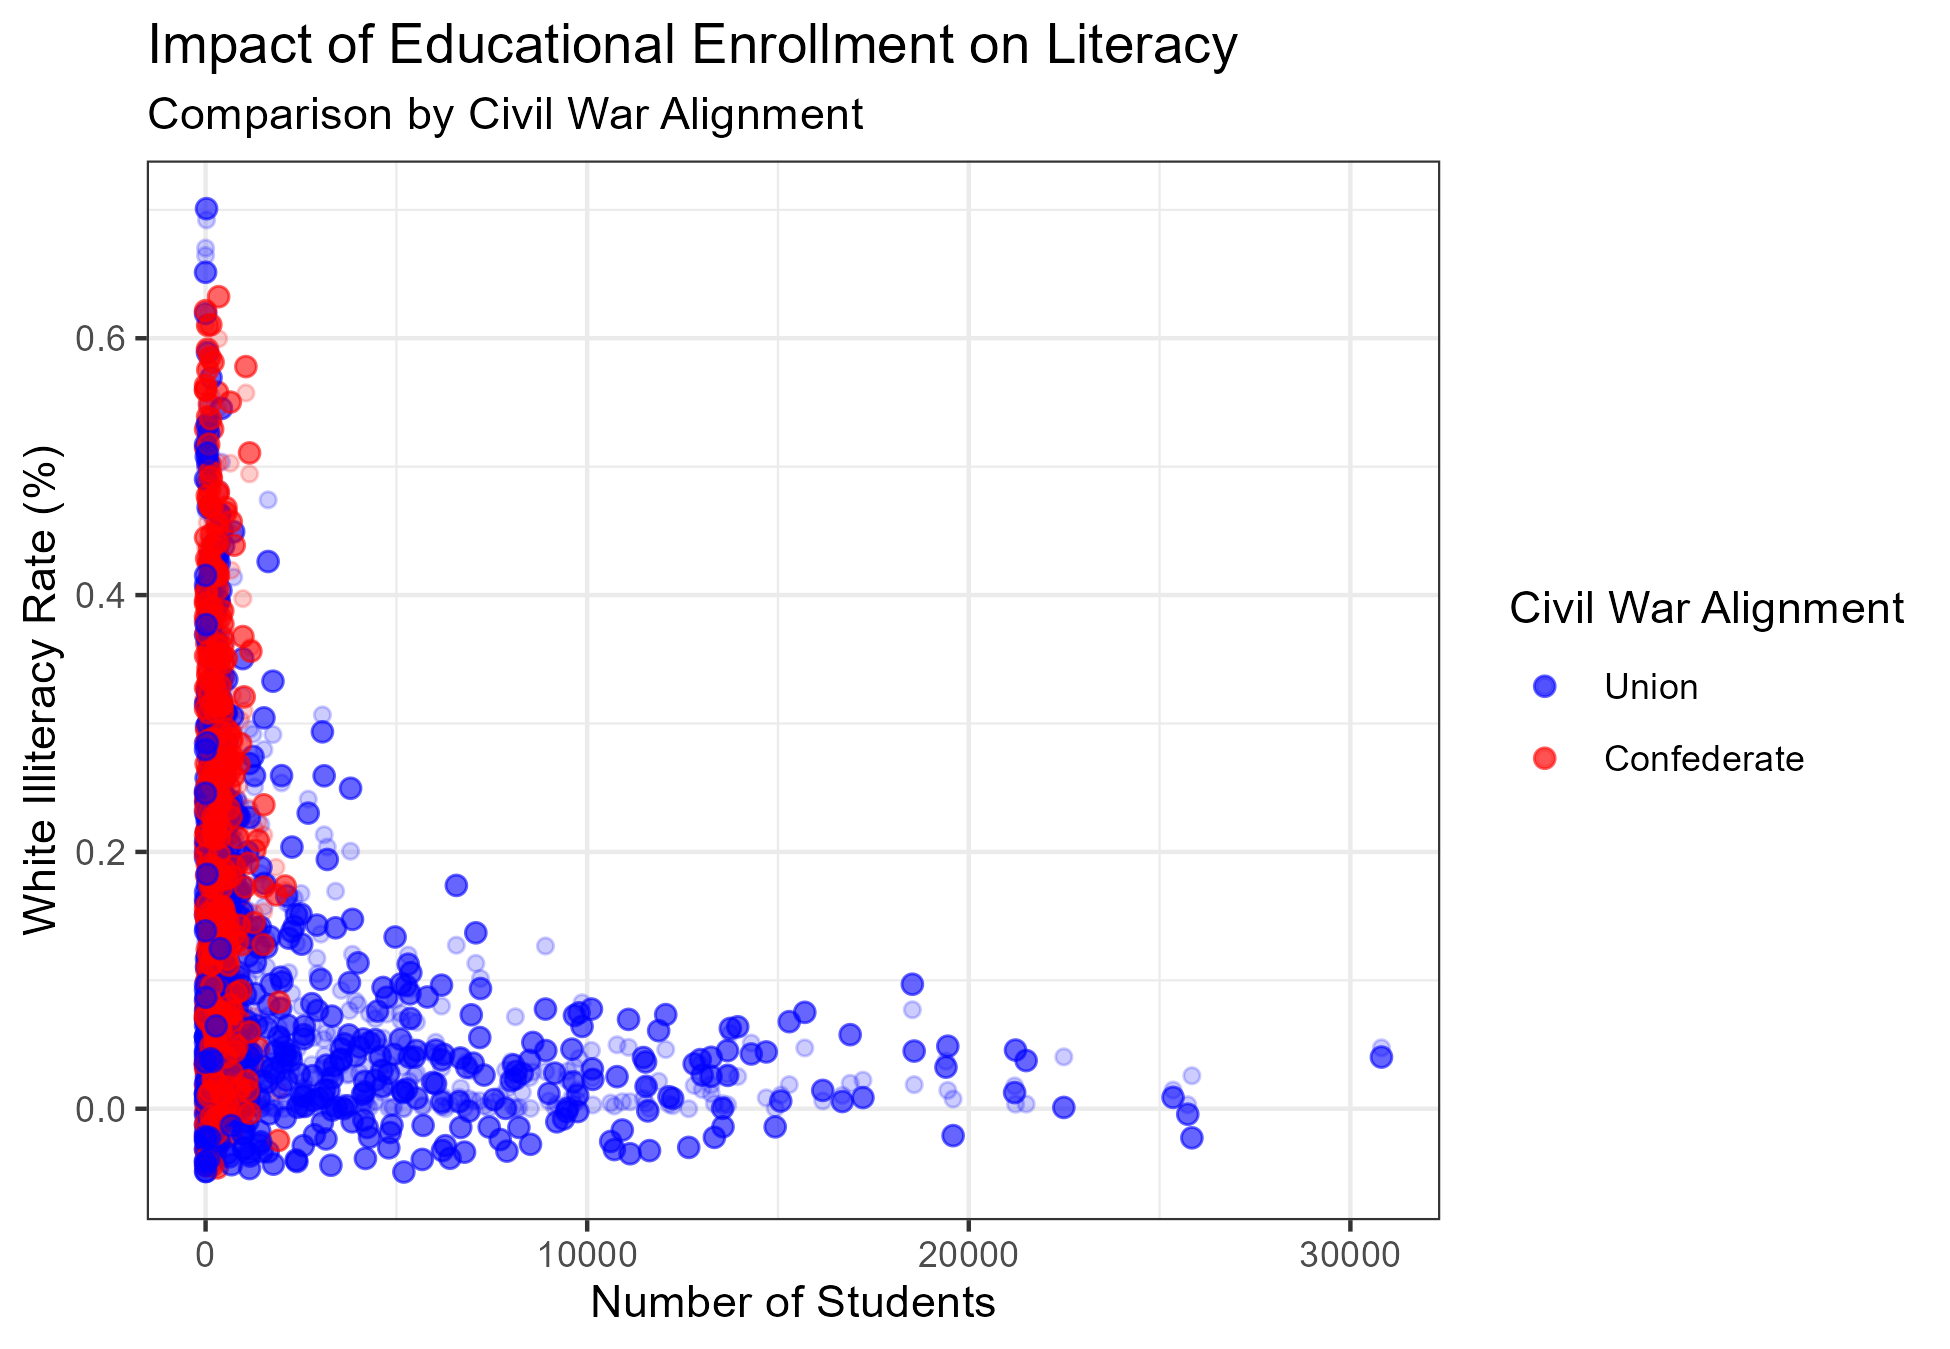 Impact of Educational Enrollment on Literacy
Comparison by Civil War Alignment
White Illiteracy Rate (%)
0.6
0.4
0.2
0.0
0
10000
20000
30000
Number of Students
Civil War Alignment
Union
Confederate